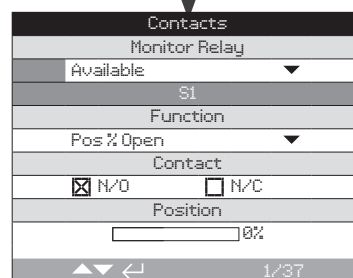 Contacts
Monitor Relay
Available
S1
Function
Pos % Open
Contact
N/O N/C
Position
0%
1/37